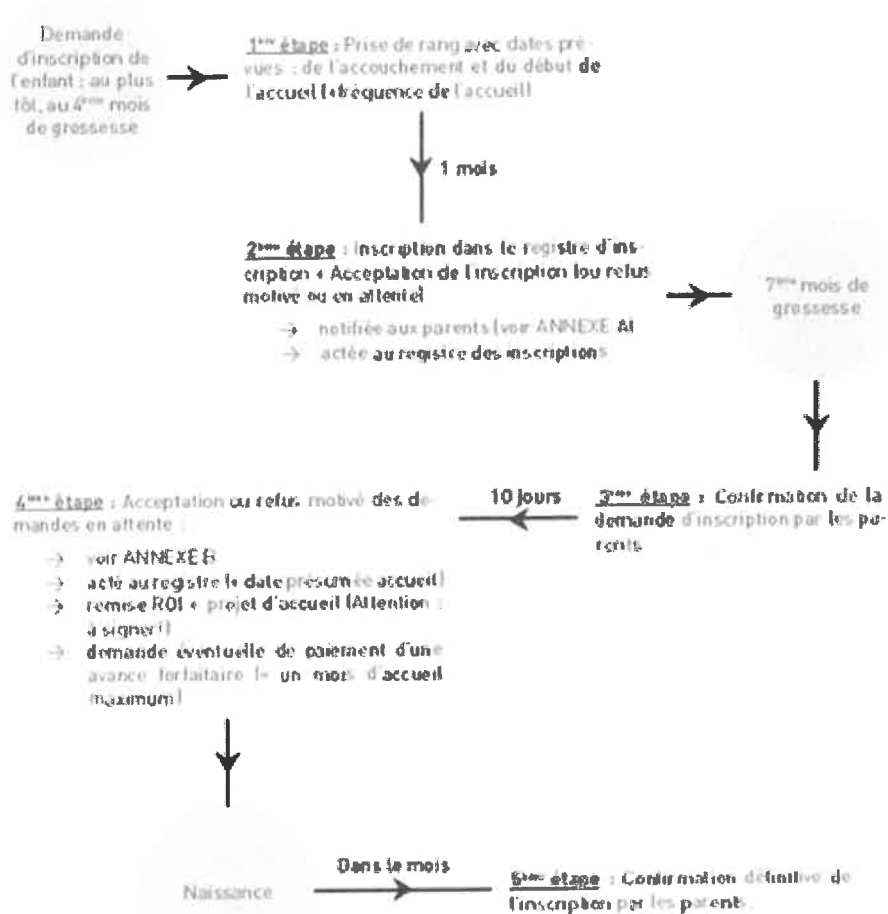 Demande
d'inscription de
l'enfant : au plus
tôt, au 4ème mois
de grossesse
1ère étape : Prise de rang avec dates pré-
vues : de l'accouchement et du début de
l'accueil (+fréquence de l'accueil)
1 mois
2ème étape : Inscription dans le registre d'ins-
cription + Acceptation de l'inscription (ou refus
motivé ou en attente)
→ notifiée aux parents (voir ANNEXE A)
→ actée au registre des inscriptions
7ème mois de
grossesse
3ème étape : Confirmation de la
demande d'inscription par les pa-
rents
10 jours
4ème étape : Acceptation ou refus motivé des de-
mandes en attente :
→ voir ANNEXE B
→ acté au registre (+ date présumée accueil)
→ remise ROI + projet d'accueil (Attention :
à signer!)
→ demande éventuelle de paiement d'une
avance forfaitaire (= un mois d'accueil
maximum)
Naissance
Dans le mois
5ème étape : Confirmation définitive de
l'inscription par les parents